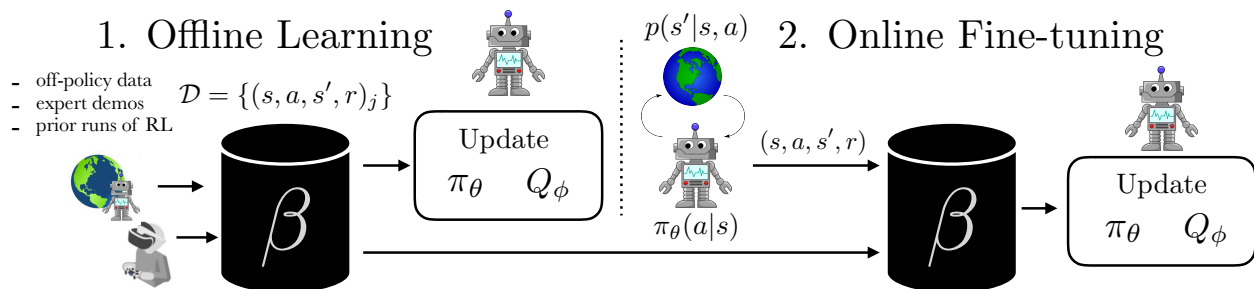 1. Offline Learning
- off-policy data
- expert demos
- prior runs of RL
𝒟 = {(s, a, s′, r)ⱼ}
β
Update
π_θ Q_ϕ
p(s′|s, a)
π_θ(a|s)
2. Online Fine-tuning
(s, a, s′, r)
β
Update
π_θ Q_ϕ